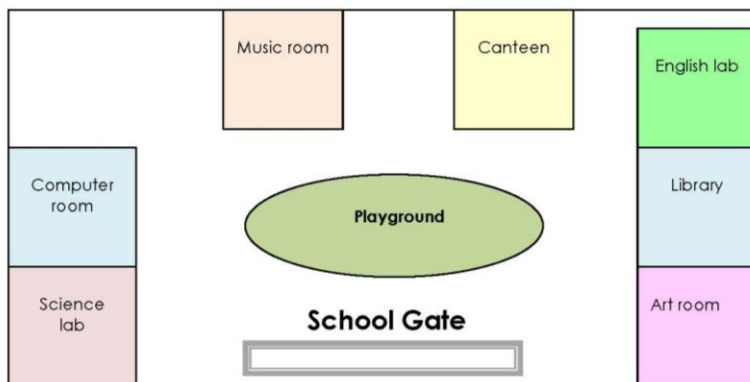 Music room
Canteen
English lab
Computer
room
Library
Playground
Science
lab
Art room
School Gate